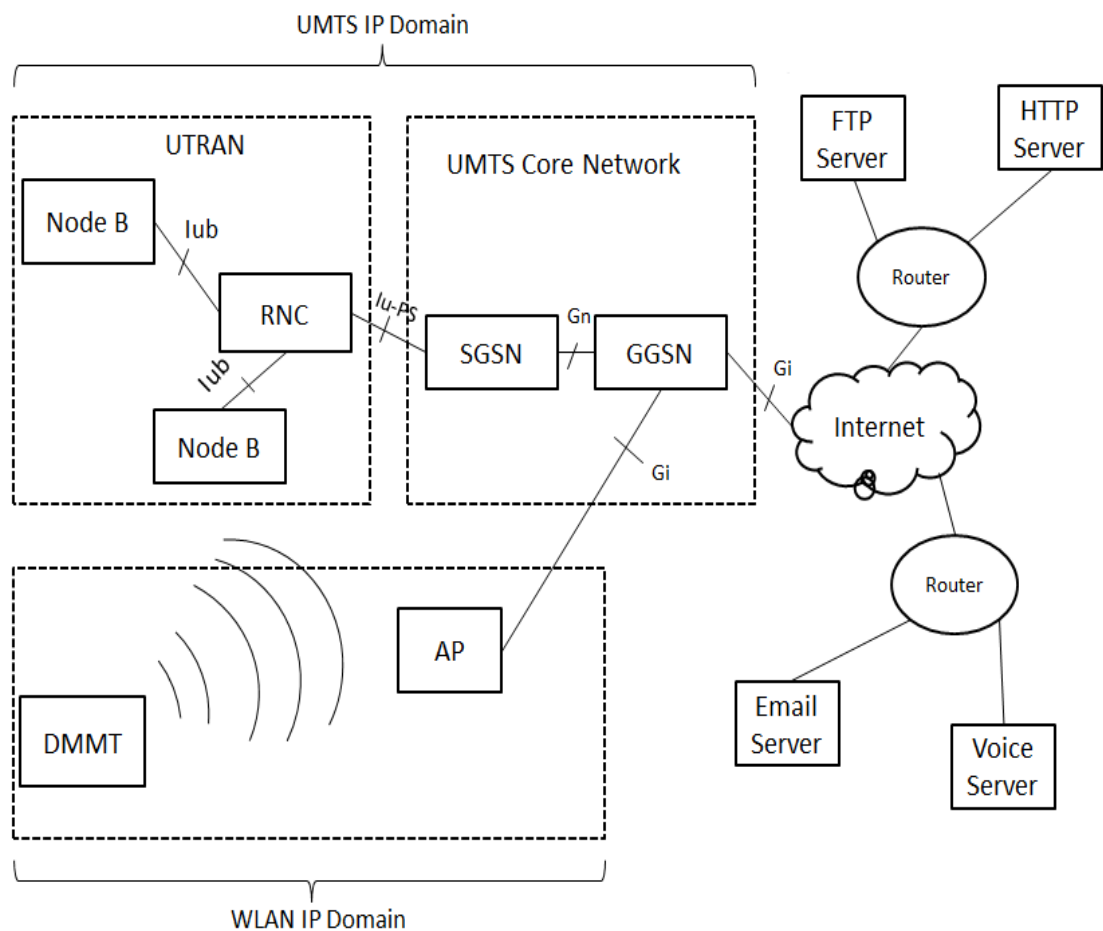 UMTS IP Domain
UTRAN
Node B
Iub
RNC
Iub
Node B
Iu-PS
UMTS Core Network
SGSN
Gn
GGSN
Gi
Gi
FTP
Server
HTTP
Server
Router
Internet
Router
Email
Server
Voice
Server
DMMT
AP
WLAN IP Domain